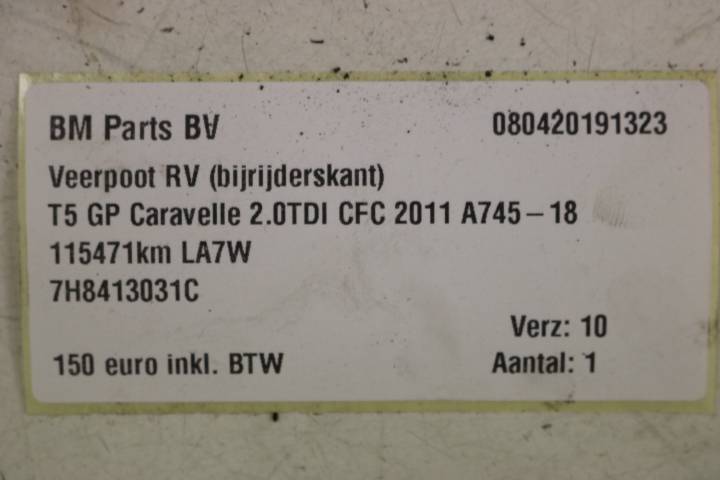 BM Parts BV 080420191323
Veerpoot RV (bijrijderskant)
T5 GP Caravelle 2.0TDI CFC 2011 A745-18
115471km LA7W
7H8413031C
Verz: 10
150 euro inkl. BTW Aantal: 1